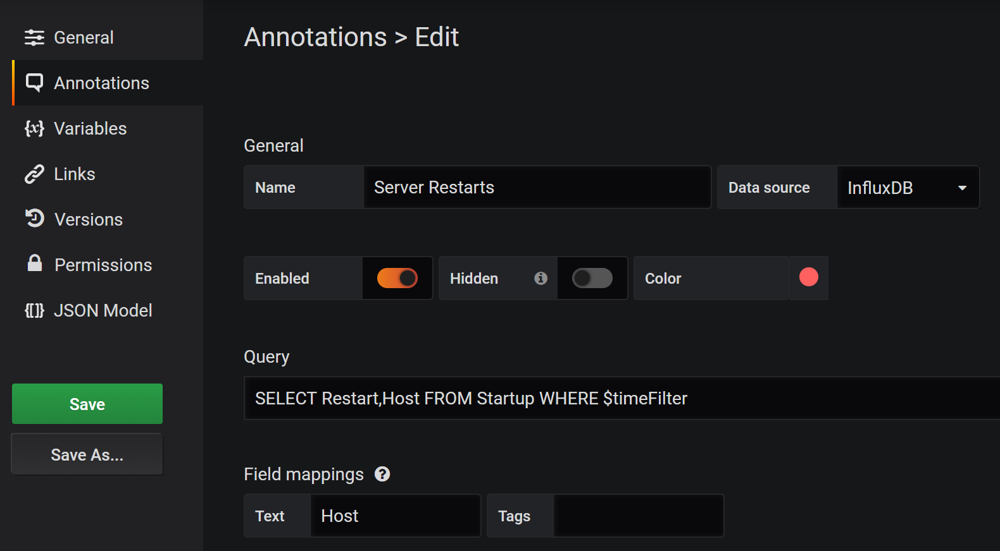 General
Annotations
Variables
Links
Versions
Permissions
JSON Model
Save
Save As...
Annotations > Edit
General
Name Server Restarts Data source InfluxDB
Enabled Hidden Color
Query
SELECT Restart,Host FROM Startup WHERE $timeFilter
Field mappings
Text Host Tags